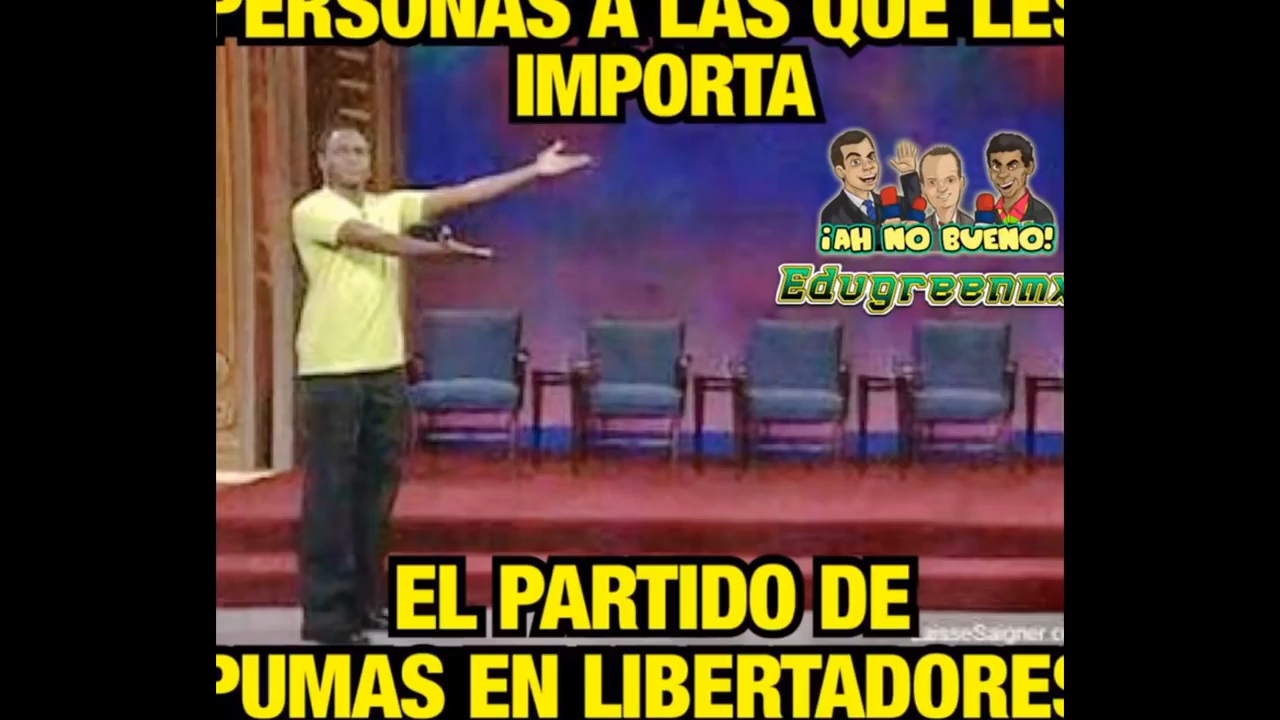 PERSONAS A LAS QUE LES
IMPORTA
¡AH NO BUENO!
Edugreenmx
EL PARTIDO DE
PUMAS EN LIBERTADORES